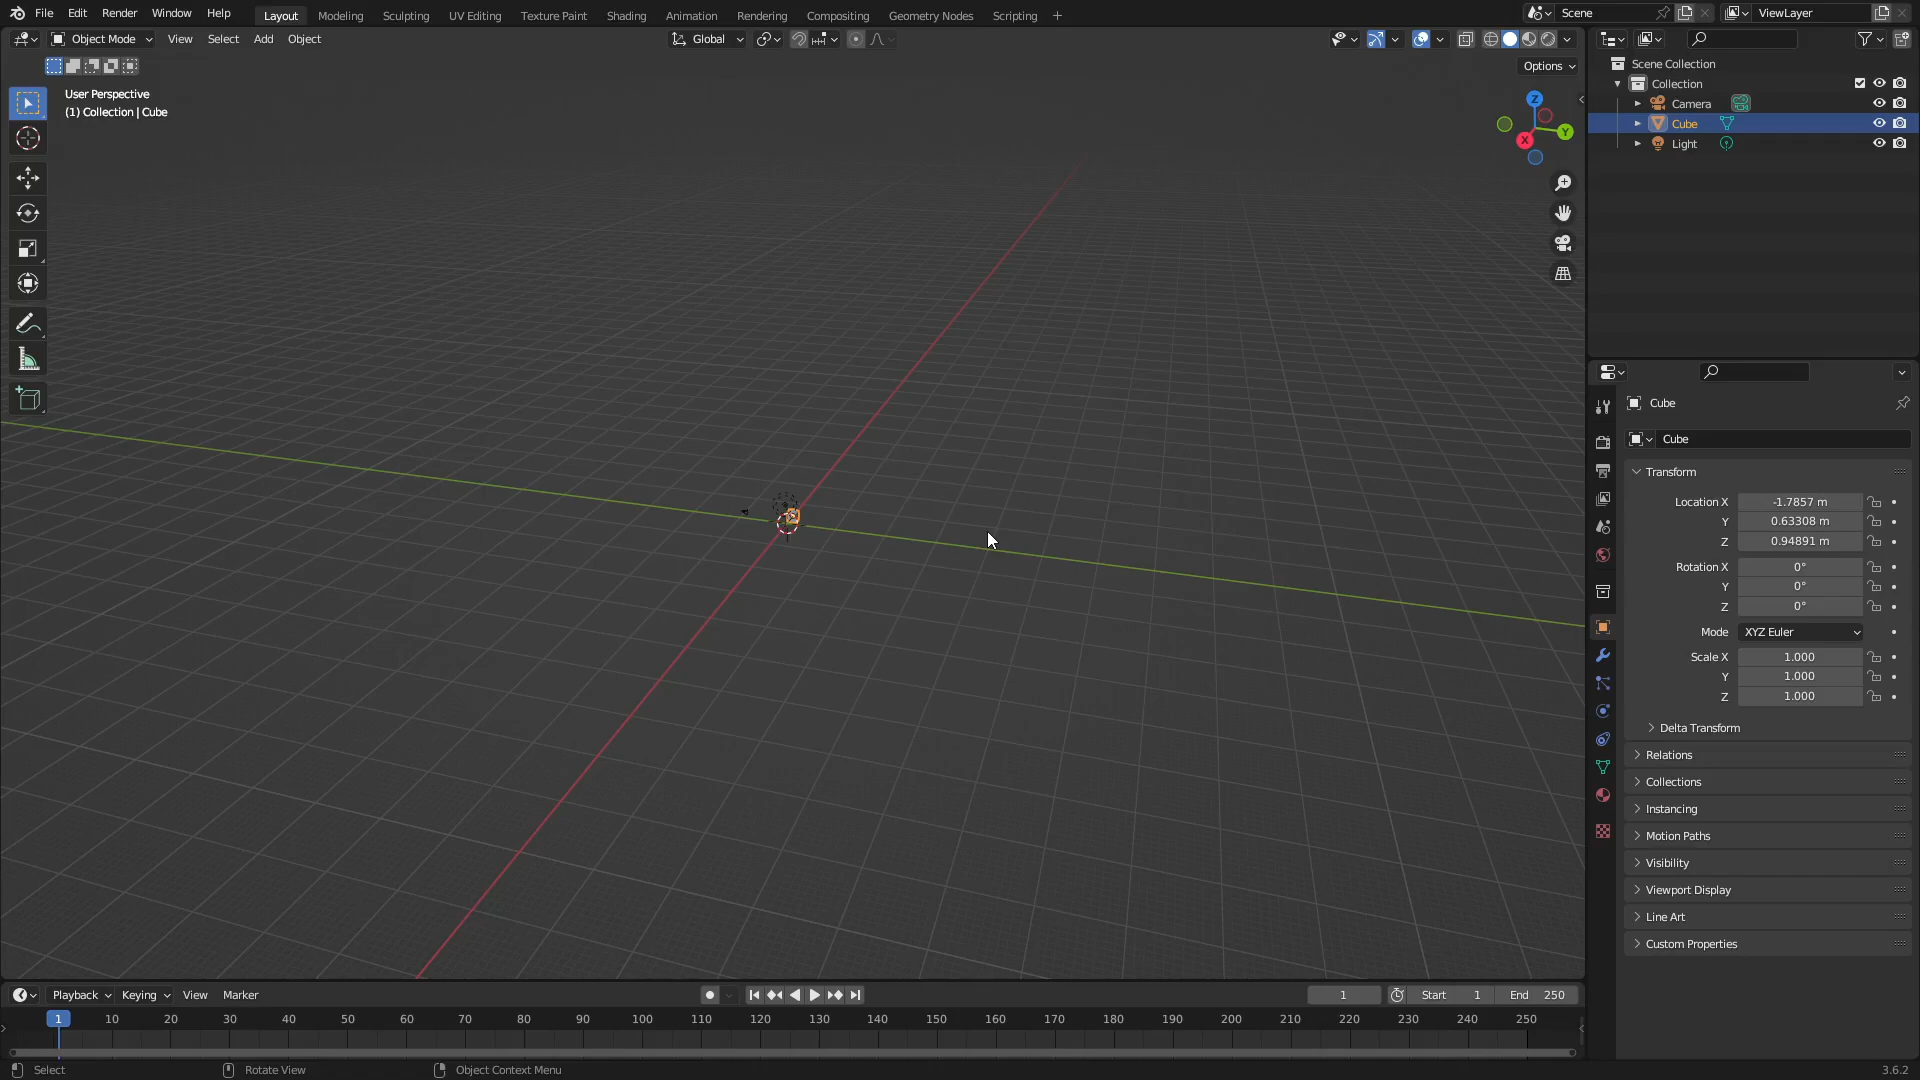 File Edit Render Window Help Layout Modeling Sculpting UV Editing Texture Paint Shading Animation Rendering Compositing Geometry Nodes Scripting + Scene ViewLayer
Object Mode View Select Add Object Global
Options
User Perspective
(1) Collection | Cube
Z
Y
X
Scene Collection
Collection
Camera
Cube
Light
Cube
Cube
Transform
Location X -1.7857 m
Y 0.63308 m
Z 0.94891 m
Rotation X 0°
Y 0°
Z 0°
Mode XYZ Euler
Scale X 1.000
Y 1.000
Z 1.000
Delta Transform
Relations
Collections
Instancing
Motion Paths
Visibility
Viewport Display
Line Art
Custom Properties
Playback Keying View Marker 1 Start 1 End 250
1 10 20 30 40 50 60 70 80 90 100 110 120 130 140 150 160 170 180 190 200 210 220 230 240 250
Select Rotate View Object Context Menu 3.6.2